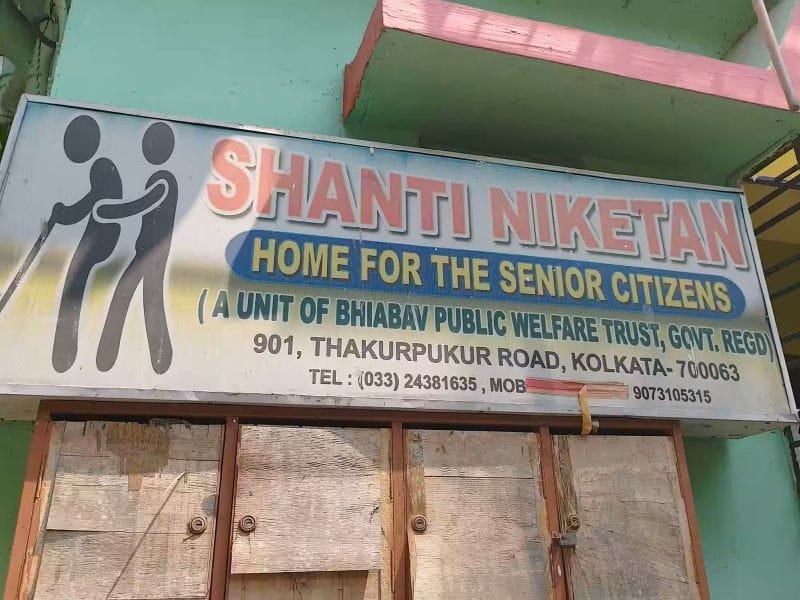 SHANTI NIKETAN
HOME FOR THE SENIOR CITIZENS
( A UNIT OF BHIABAV PUBLIC WELFARE TRUST, GOVT. REGD)
901, THAKURPUKUR ROAD, KOLKATA- 700063
TEL : (033) 24381635 , MOB 9073105315